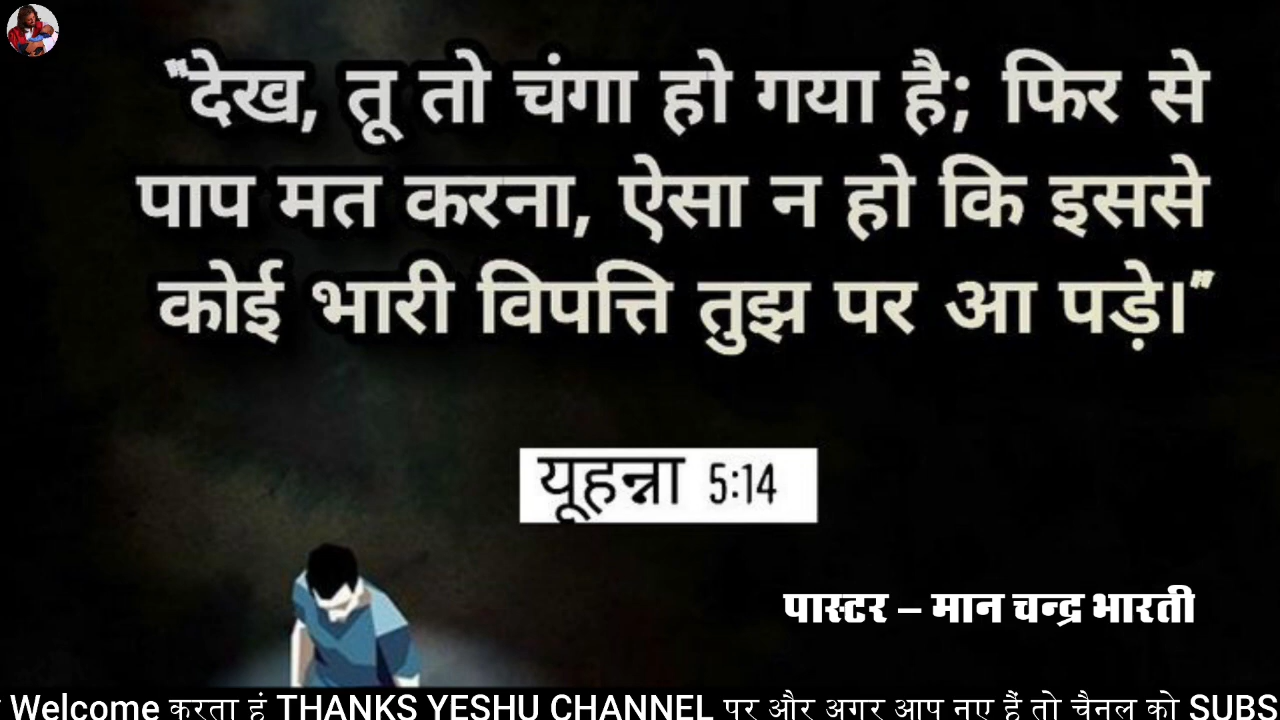 "देख, तू तो चंगा हो गया है; फिर से
पाप मत करना, ऐसा न हो कि इससे
कोई भारी विपत्ति तुझ पर आ पड़े।"
यूहन्ना 5:14
पास्टर – मान चन्द्र भारती
Welcome करता हूं THANKS YESHU CHANNEL पर और अगर आप नए हैं तो चैनल को SUBS